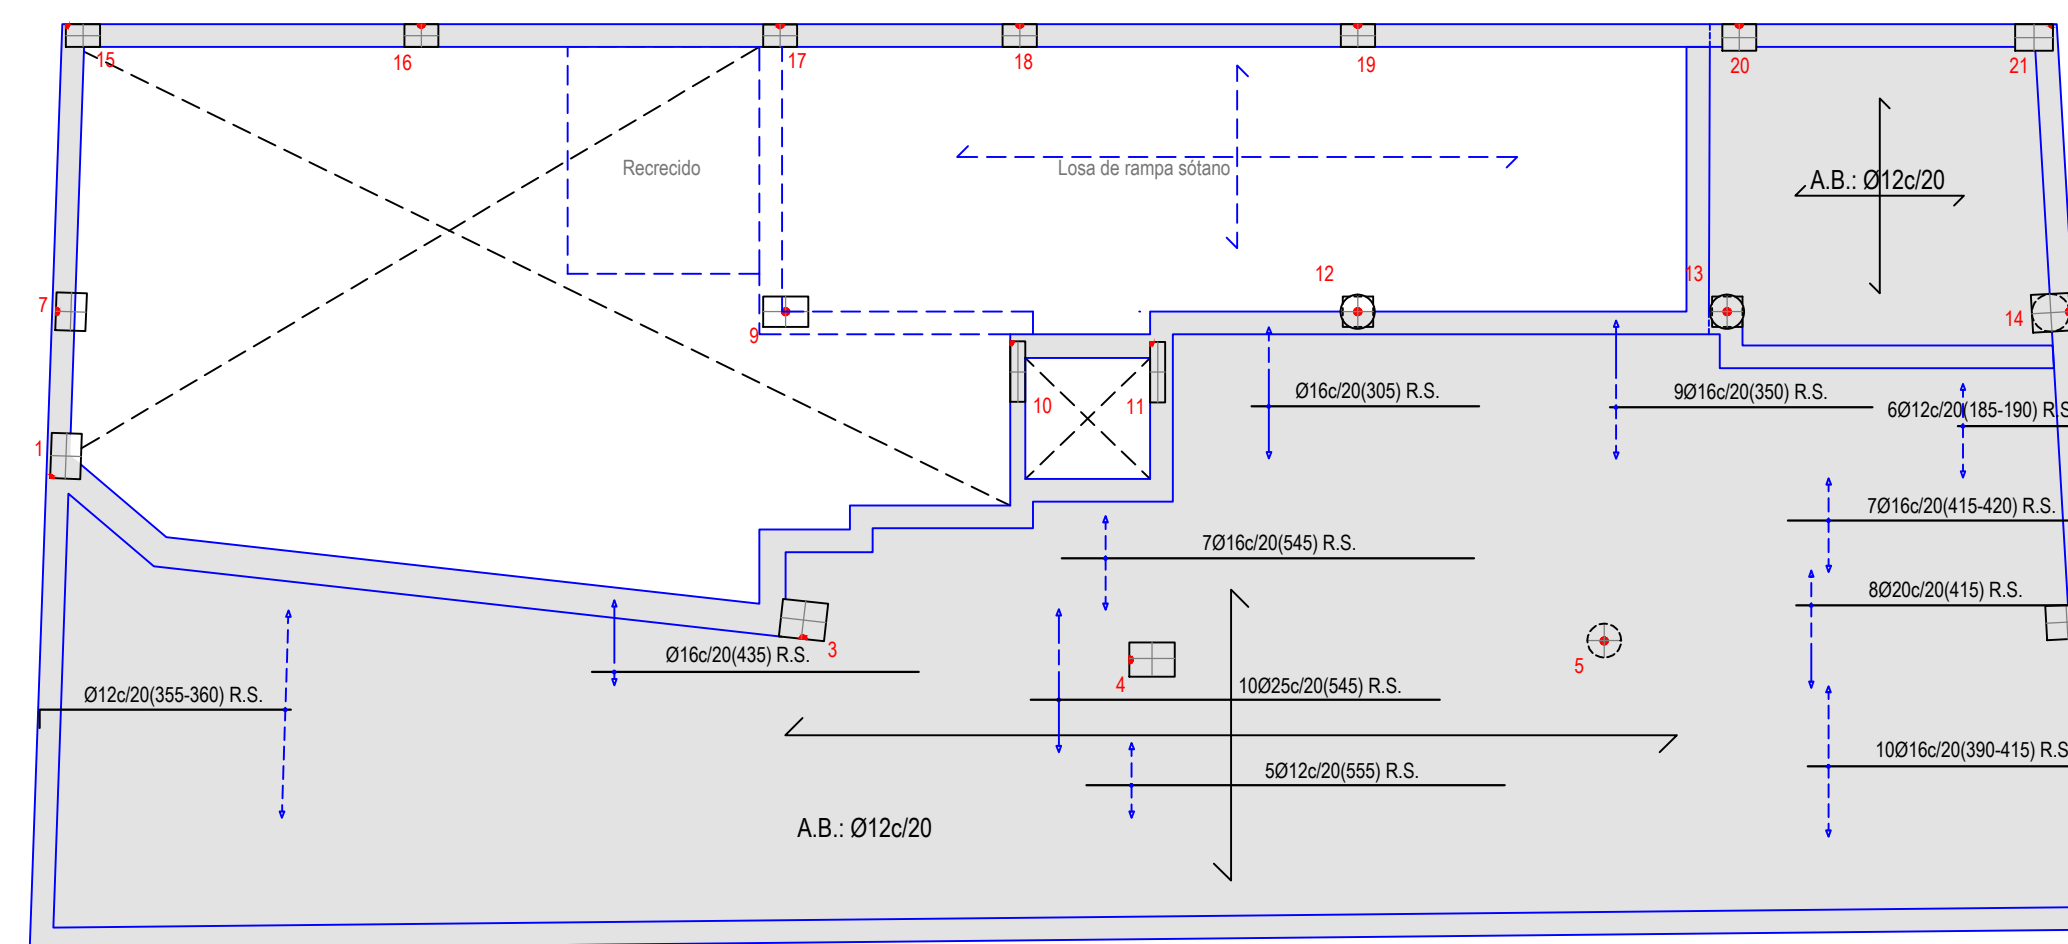 15
16
17
18
19
20
21
Recrecido
Losa de rampa sótano
A.B.: Ø12c/20
7
9
12
13
14
Ø16c/20(305) R.S.
9Ø16c/20(350) R.S.
6Ø12c/20(185-190) R.S
10
11
1
7Ø16c/20(415-420) R.S.
7Ø16c/20(545) R.S.
8Ø20c/20(415) R.S.
3
Ø16c/20(435) R.S.
4
5
Ø12c/20(355-360) R.S.
10Ø25c/20(545) R.S.
10Ø16c/20(390-415) R.S
5Ø12c/20(555) R.S.
A.B.: Ø12c/20